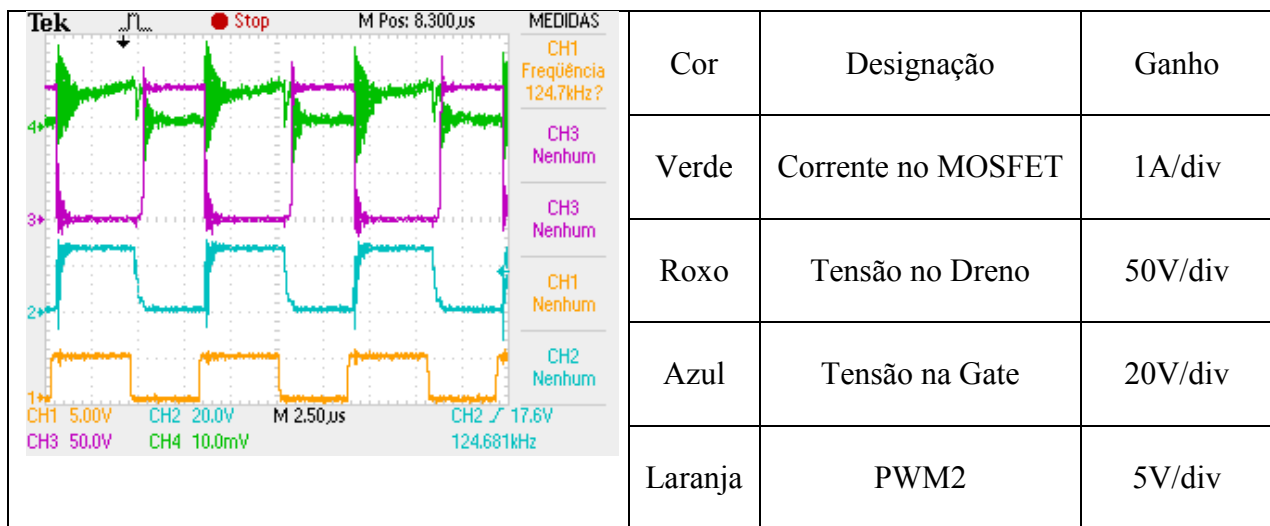 Tek Stop M Pos: 8.300µs MEDIDAS
CH1
Freqüência
124.7kHz?
CH3
Nenhum
CH3
Nenhum
CH1
Nenhum
CH2
Nenhum
4
3
2
1
CH1 5.00V CH2 20.0V M 2.50µs CH2 17.6V
CH3 50.0V CH4 10.0mV 124.681kHz
Cor Designação Ganho
Verde Corrente no MOSFET 1A/div
Roxo Tensão no Dreno 50V/div
Azul Tensão na Gate 20V/div
Laranja PWM2 5V/div